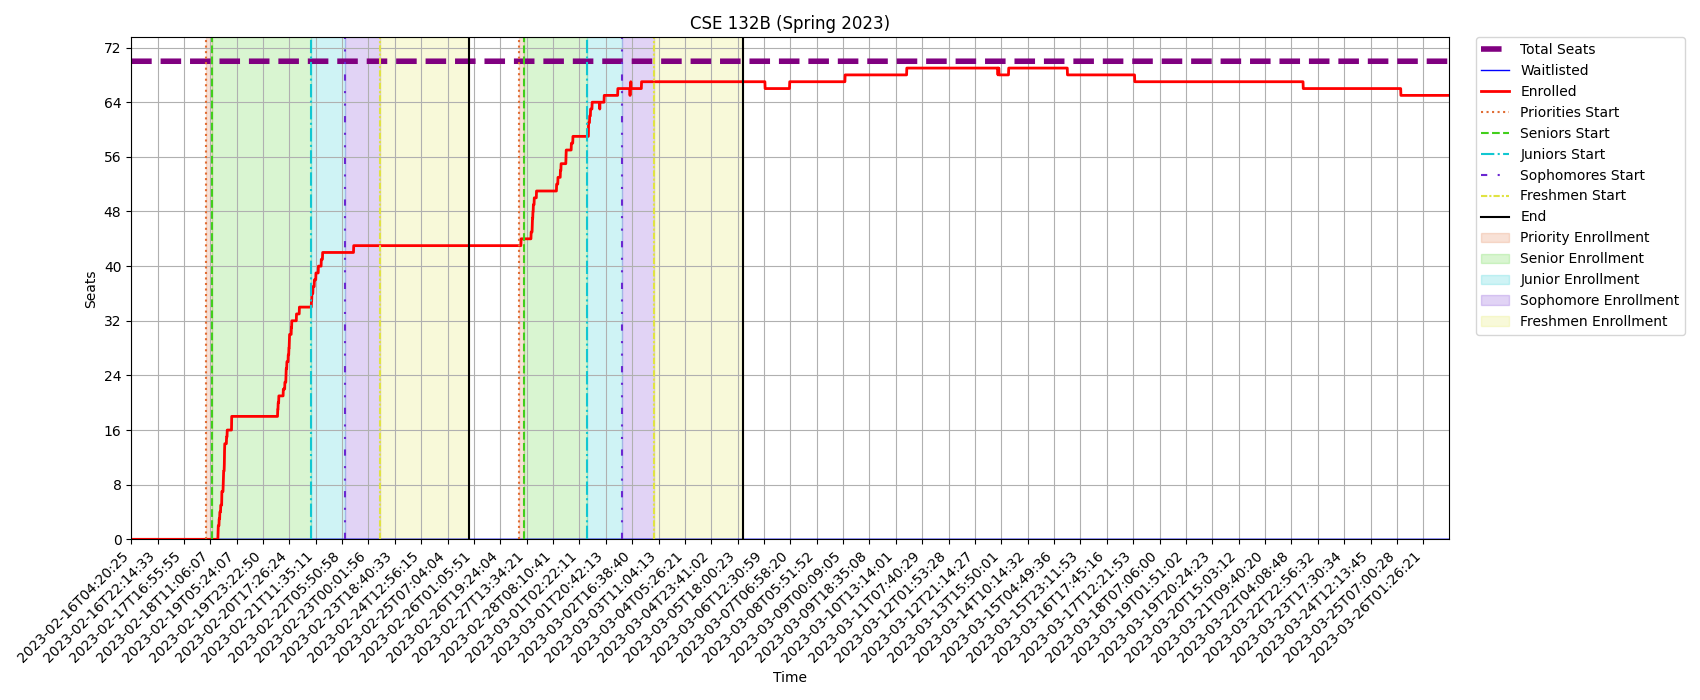 CSE 132B (Spring 2023)
Seats
72
64
56
48
40
32
24
16
8
0
2023-02-16T04:20:25
2023-02-16T22:14:33
2023-02-17T16:55:55
2023-02-18T11:06:07
2023-02-19T05:24:07
2023-02-19T23:22:50
2023-02-20T17:26:24
2023-02-21T11:35:11
2023-02-22T05:50:58
2023-02-23T00:01:56
2023-02-23T18:40:33
2023-02-24T12:56:15
2023-02-25T07:04:04
2023-02-26T01:05:51
2023-02-26T19:24:04
2023-02-27T13:34:21
2023-02-28T08:10:41
2023-03-01T02:22:11
2023-03-01T20:42:13
2023-03-02T16:38:40
2023-03-03T11:04:13
2023-03-04T05:26:21
2023-03-04T23:41:02
2023-03-05T18:00:23
2023-03-06T12:30:59
2023-03-07T06:58:20
2023-03-08T05:51:52
2023-03-09T00:09:05
2023-03-09T18:35:08
2023-03-10T13:14:01
2023-03-11T07:40:29
2023-03-12T01:53:28
2023-03-12T21:14:27
2023-03-13T15:50:01
2023-03-14T10:14:32
2023-03-15T04:49:36
2023-03-15T23:11:53
2023-03-16T17:45:16
2023-03-17T12:21:53
2023-03-18T07:06:00
2023-03-19T01:51:02
2023-03-19T20:24:23
2023-03-20T15:03:12
2023-03-21T09:40:20
2023-03-22T04:08:48
2023-03-22T22:56:32
2023-03-23T17:30:34
2023-03-24T12:13:45
2023-03-25T07:00:28
2023-03-26T01:26:21
Time
Total Seats
Waitlisted
Enrolled
Priorities Start
Seniors Start
Juniors Start
Sophomores Start
Freshmen Start
End
Priority Enrollment
Senior Enrollment
Junior Enrollment
Sophomore Enrollment
Freshmen Enrollment